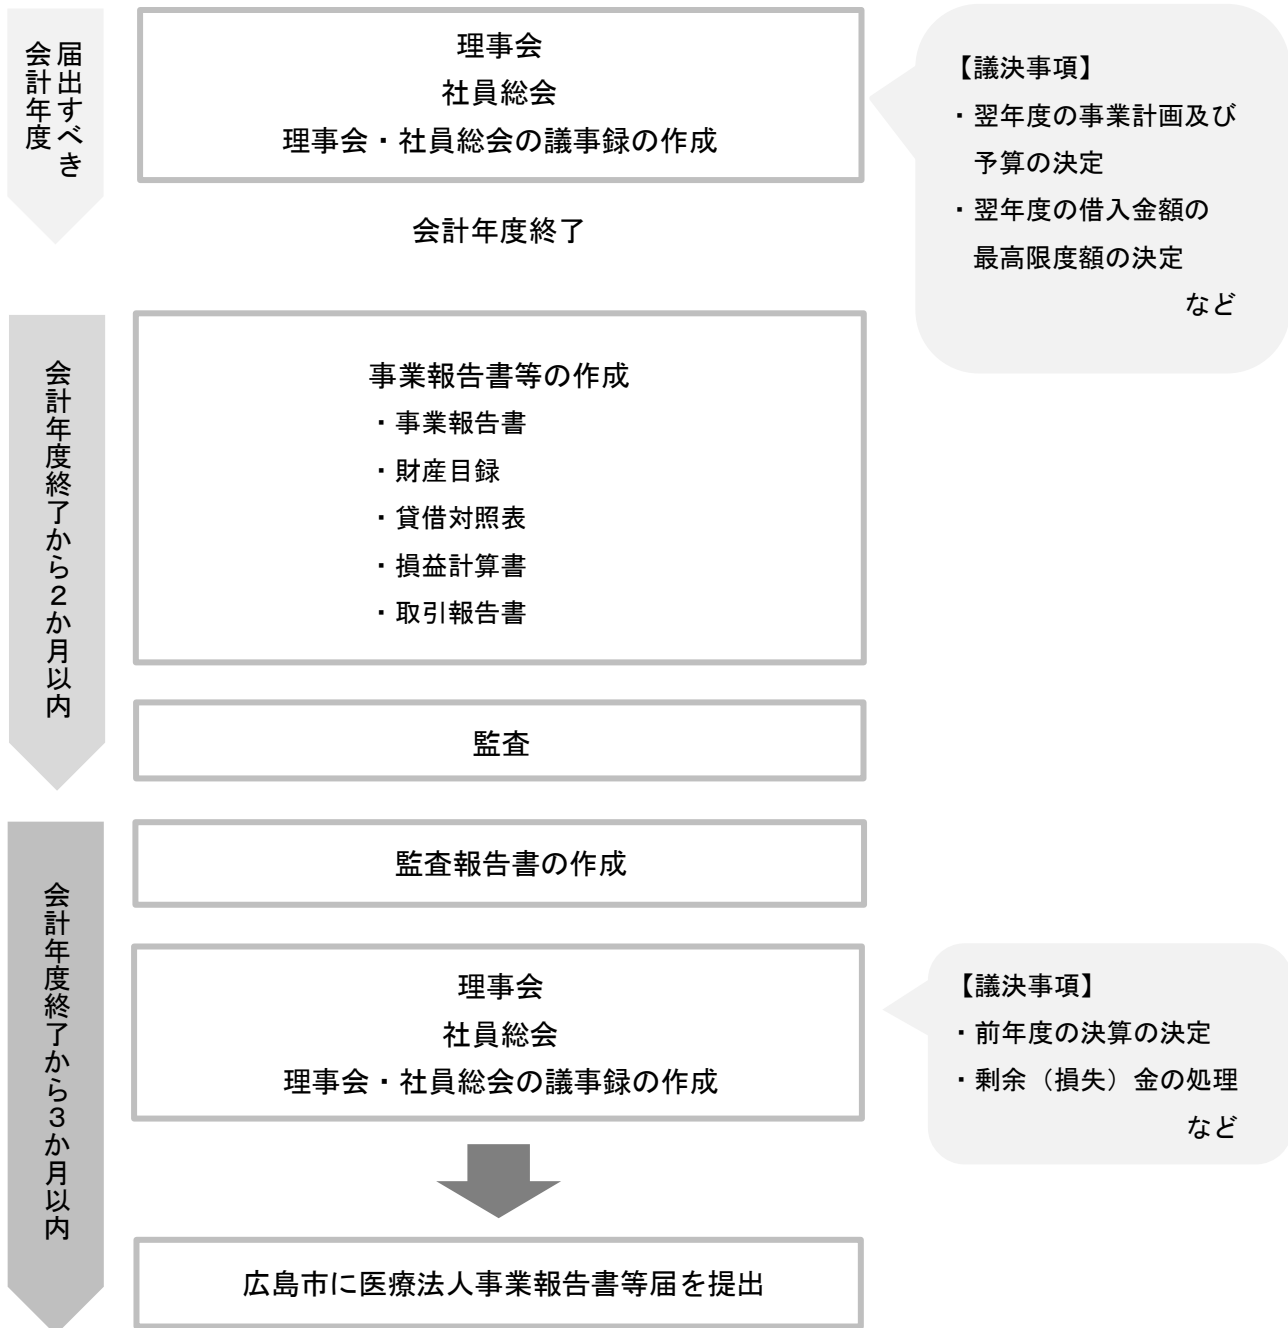 届出すべき
会計年度
理事会
社員総会
理事会・社員総会の議事録の作成
【議決事項】
・翌年度の事業計画及び
予算の決定
・翌年度の借入金額の
最高限度額の決定
など
会計年度終了
会計年度終了から2か月以内
事業報告書等の作成
・事業報告書
・財産目録
・貸借対照表
・損益計算書
・取引報告書
監査
会計年度終了から3か月以内
監査報告書の作成
理事会
社員総会
理事会・社員総会の議事録の作成
【議決事項】
・前年度の決算の決定
・剰余（損失）金の処理
など
広島市に医療法人事業報告書等届を提出